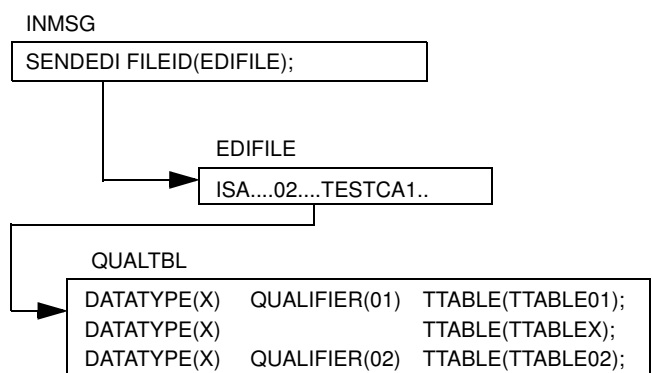 INMSG
SENDEDI FILEID(EDIFILE);
EDIFILE
ISA....02....TESTCA1..
QUALTBL
DATATYPE(X) QUALIFIER(01) TTABLE(TTABLE01);
DATATYPE(X) TTABLE(TTABLEX);
DATATYPE(X) QUALIFIER(02) TTABLE(TTABLE02);